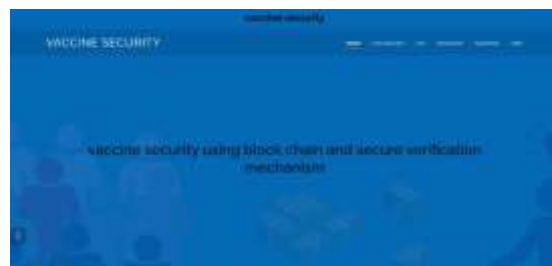 vaccine security
VACCINE SECURITY
vaccine security using block chain and secure verification
mechanism